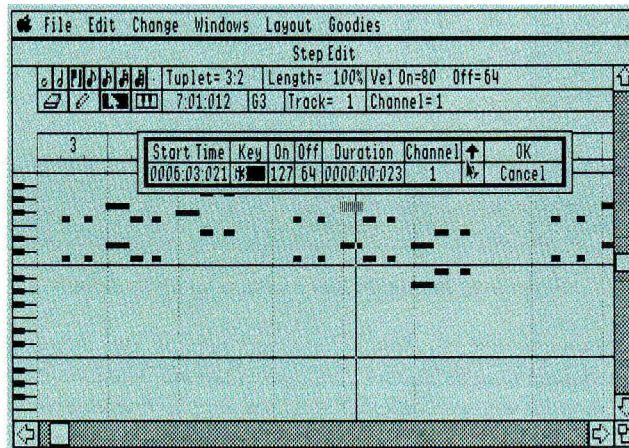 File Edit Change Windows Layout Goodies
Step Edit
Tuplet= 3:2 Length= 100% Vel On=80 Off=64
7:01:012 G3 Track= 1 Channel=1
3
Start Time Key On Off Duration Channel OK
0006:03:021 127 64 0000:00:023 1 Cancel